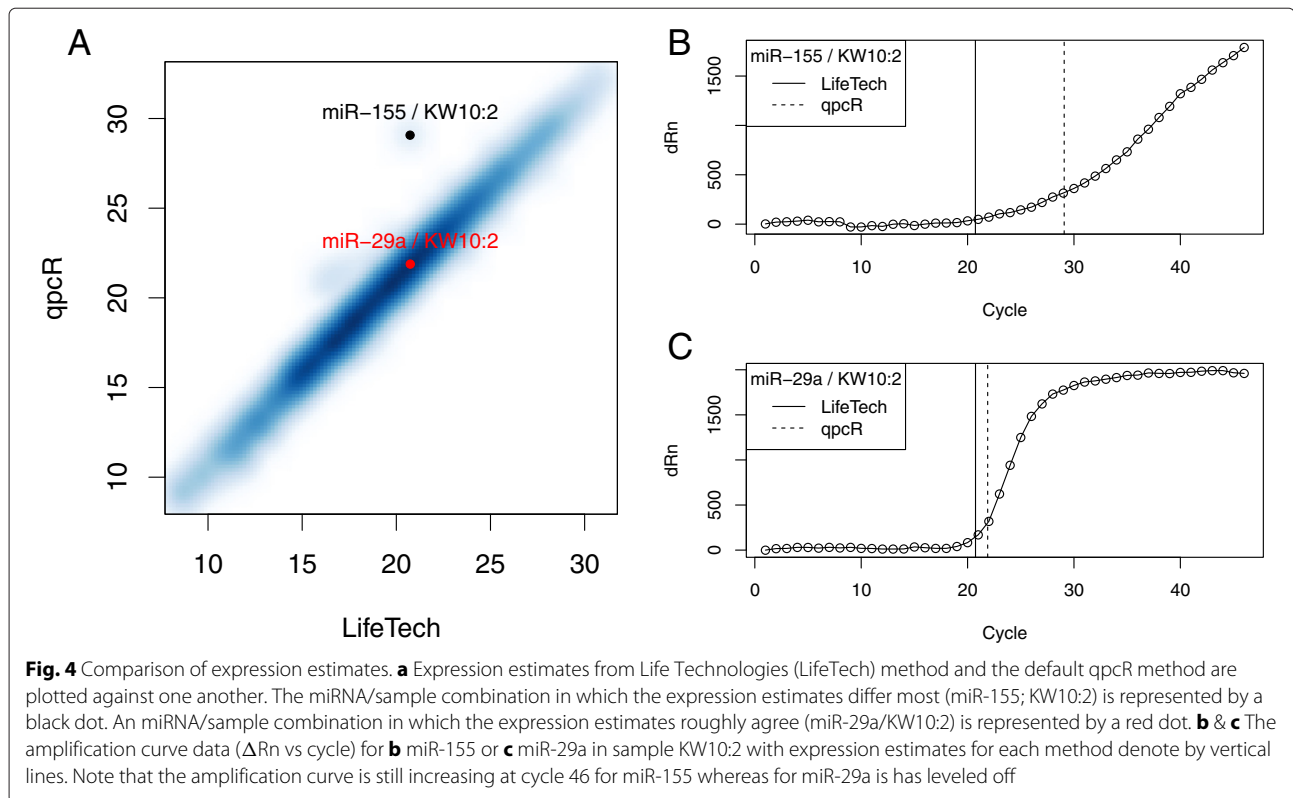 A
miR−155 / KW10:2
miR−29a / KW10:2
qpcR
30
25
20
15
10
10 15 20 25 30
LifeTech
B
miR−155 / KW10:2
LifeTech
qpcR
dRn
1500
500
0
0 10 20 30 40
Cycle
C
miR−29a / KW10:2
LifeTech
qpcR
dRn
1500
500
0
0 10 20 30 40
Cycle
Fig. 4 Comparison of expression estimates. a Expression estimates from Life Technologies (LifeTech) method and the default qpcR method are
plotted against one another. The miRNA/sample combination in which the expression estimates differ most (miR-155; KW10:2) is represented by a
black dot. An miRNA/sample combination in which the expression estimates roughly agree (miR-29a/KW10:2) is represented by a red dot. b & c The
amplification curve data (ΔRn vs cycle) for b miR-155 or c miR-29a in sample KW10:2 with expression estimates for each method denote by vertical
lines. Note that the amplification curve is still increasing at cycle 46 for miR-155 whereas for miR-29a is has leveled off